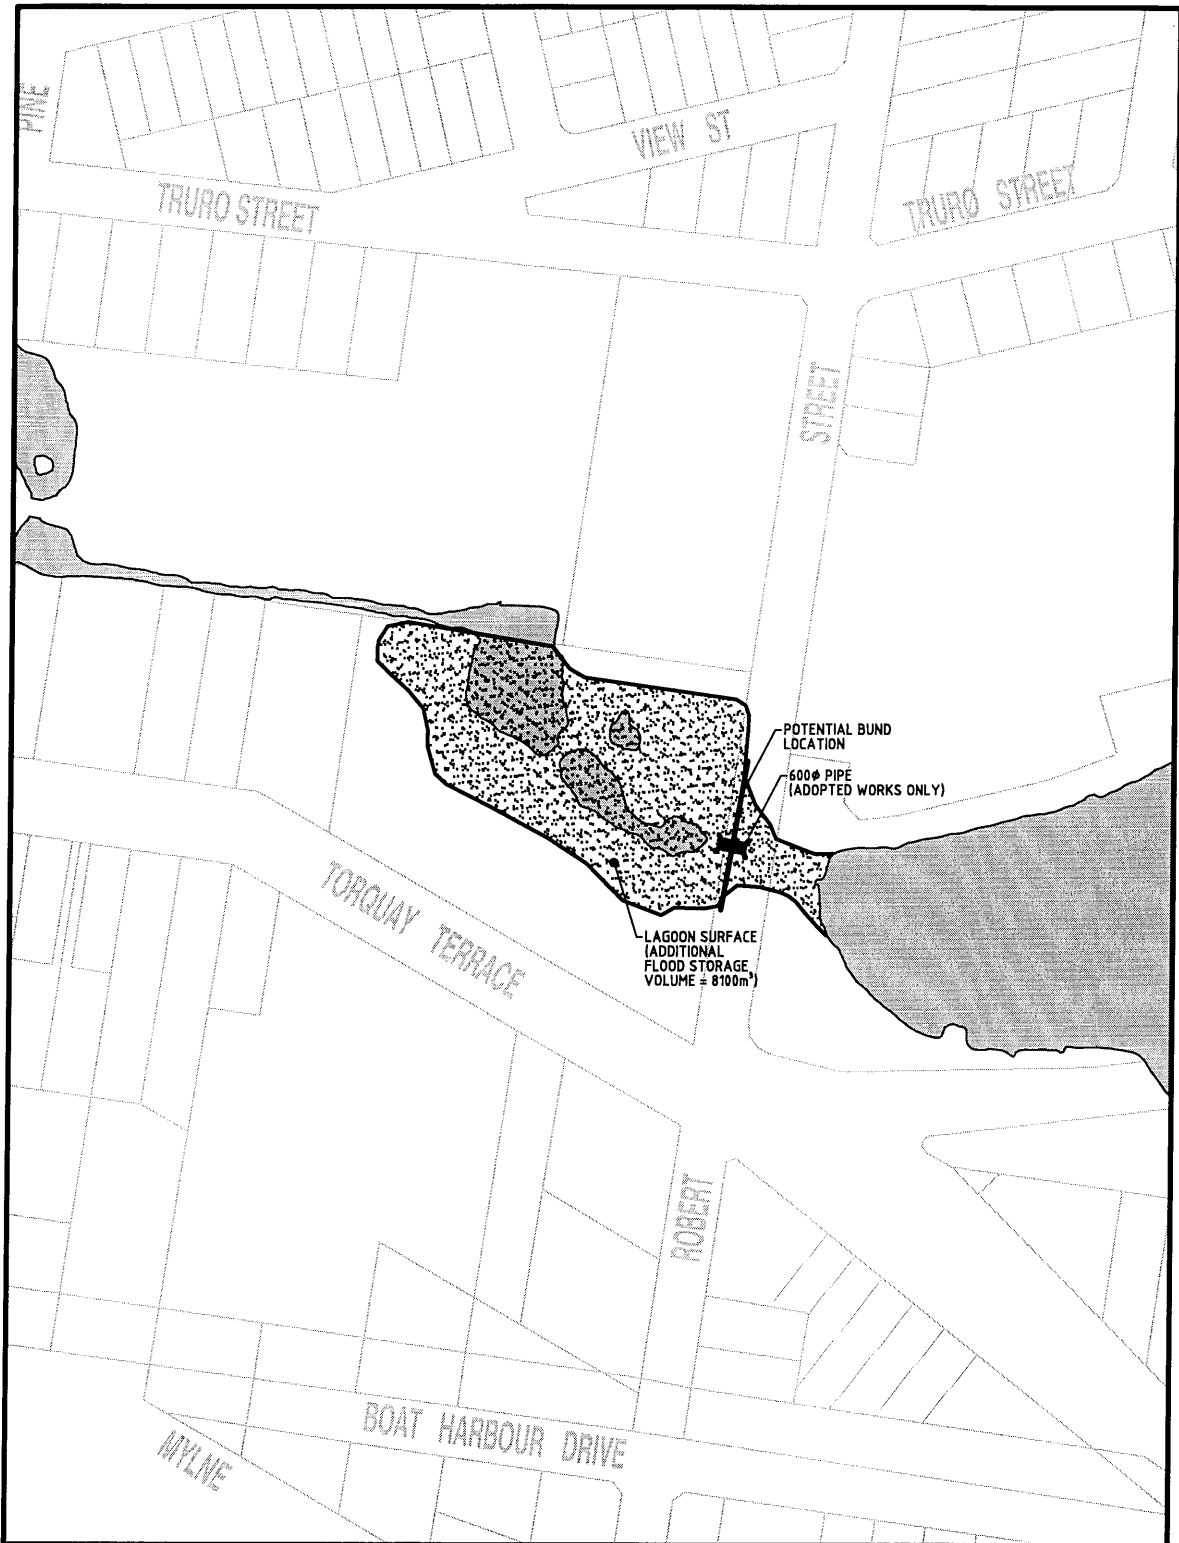 PINE
VIEW ST
TRURO STREET
TRURO STREET
STREET
POTENTIAL BUND
LOCATION
600ø PIPE
(ADOPTED WORKS ONLY)
TORQUAY TERRACE
LAGOON SURFACE
(ADDITIONAL
FLOOD STORAGE
VOLUME = 8100m³)
ROBERT
BOAT HARBOUR DRIVE
MYLNE